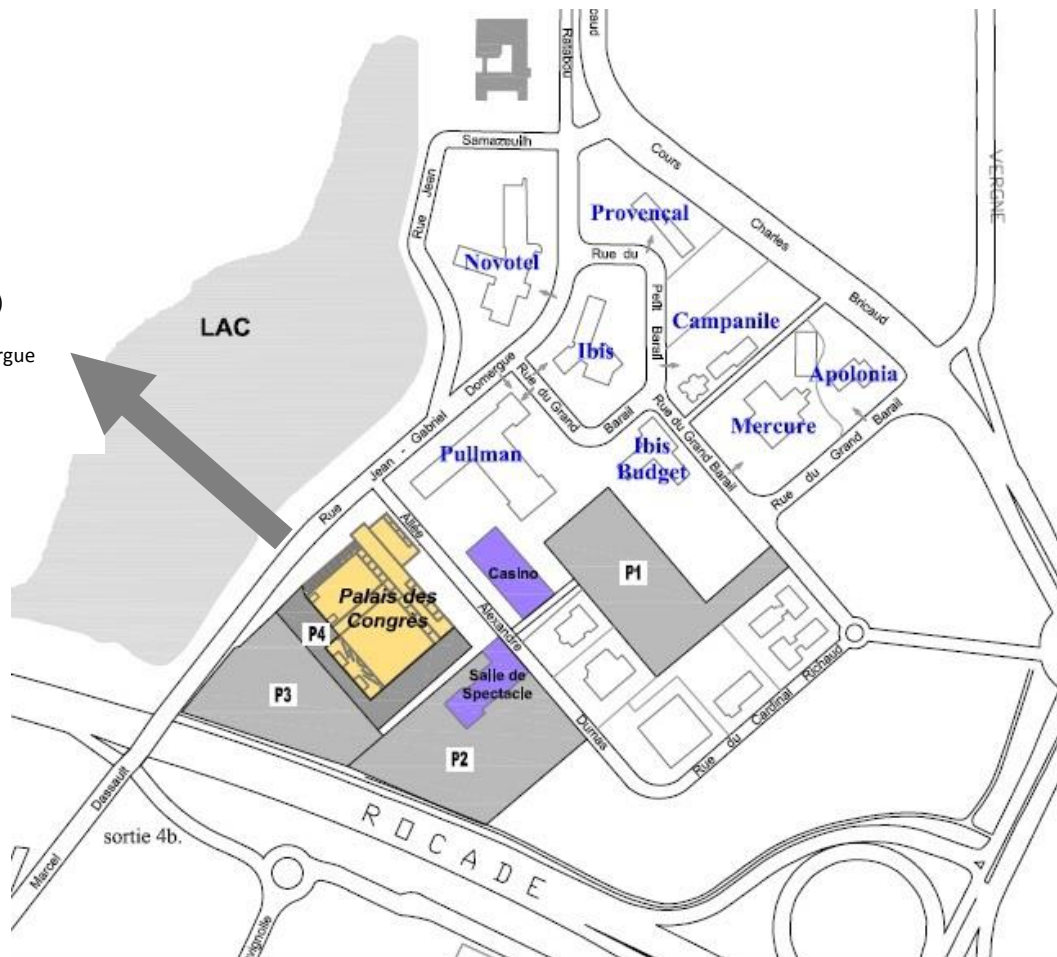 Ratabou
caud
Samazeuilh
Cours
Charles
Bricaud
VERGNE
Rue Jean
Provençal
Rue du
Petit Barail
Novotel
)
LAC
rgue
Ibis
Campanile
Apolonia
Mercure
Rue du Grand
Barail
Rue du Grand Barail
Rue du Grand Barail
Rue Jean - Gabriel Domergue
Pullman
Ibis
Budget
Allée
Alexandre
Dumas
Casino
P1
Palais des
Congrès
P4
P3
Salle de
Spectacle
P2
Rue du Cardinal Richaud
ROCADE
Marcel Dassault
sortie 4b.
vignolle